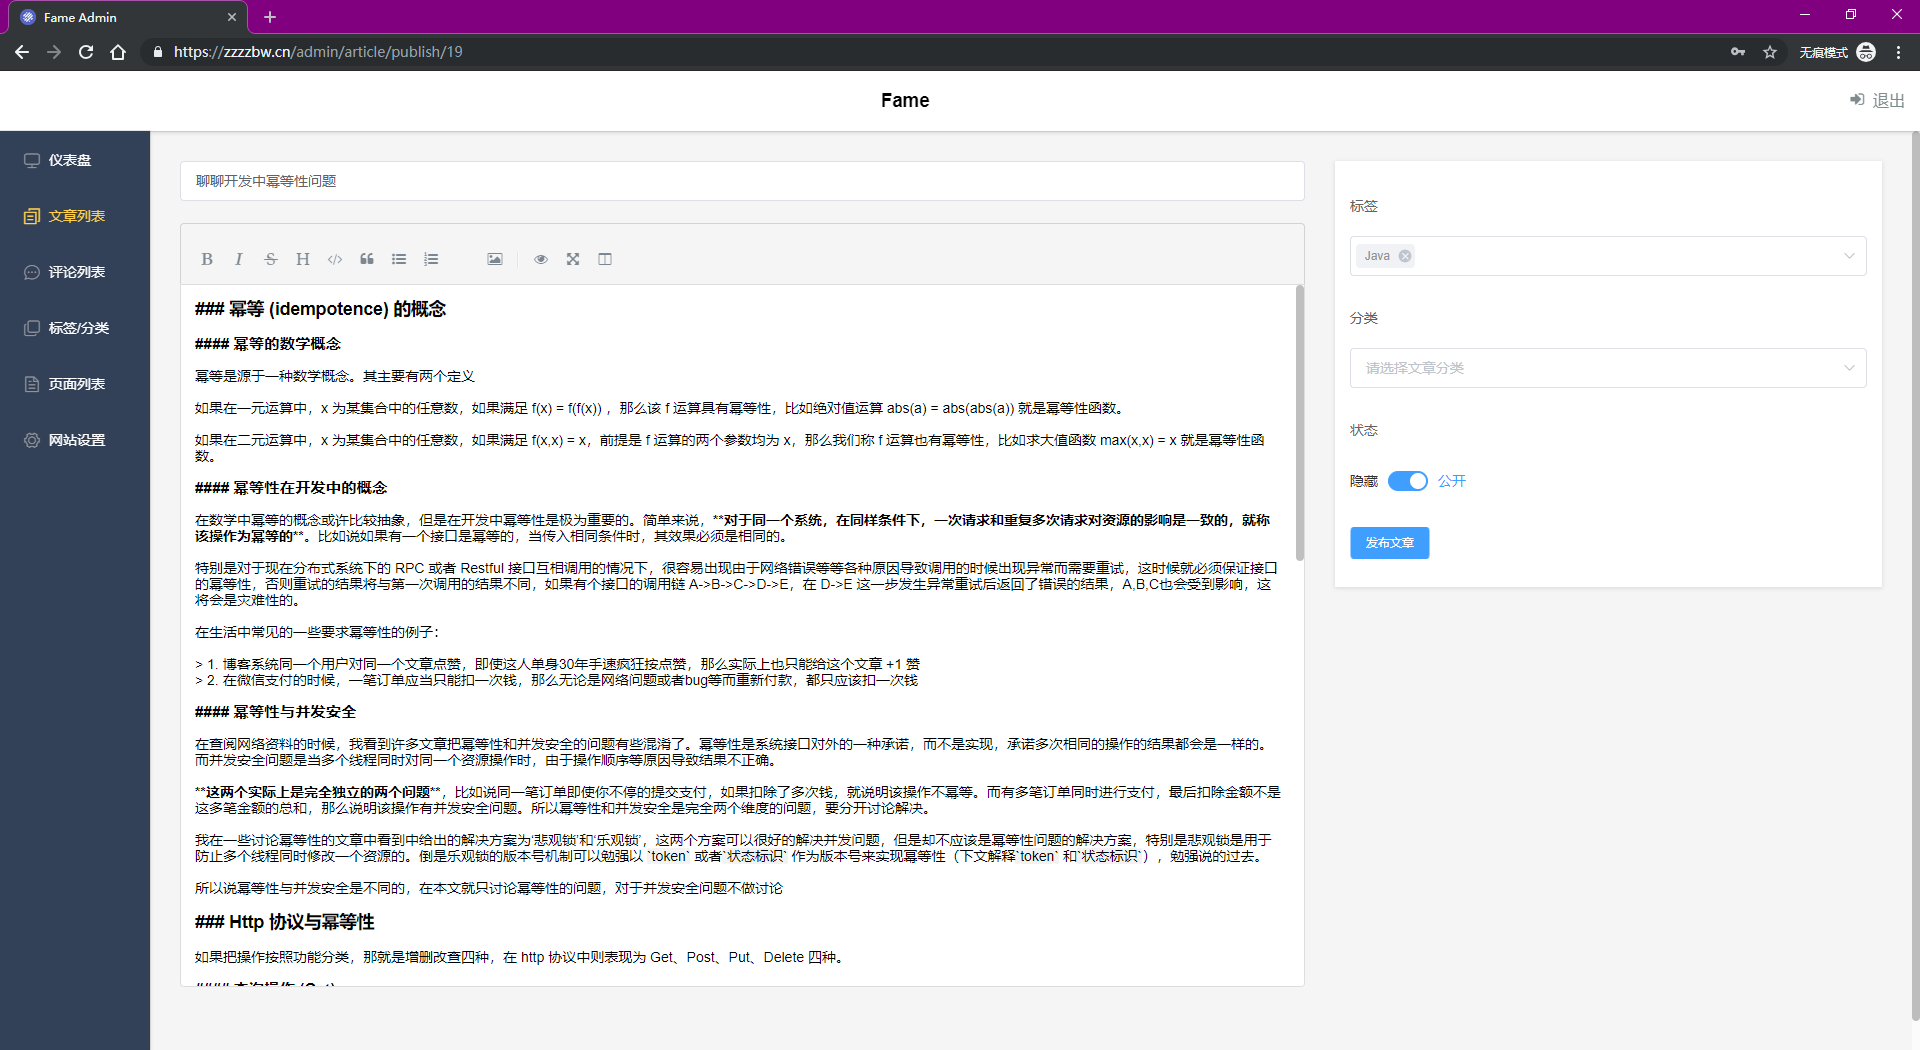 Fame Admin
https://zzzzbw.cn/admin/article/publish/19
无痕模式
Fame
退出
仪表盘
文章列表
评论列表
标签/分类
页面列表
网站设置
聊聊开发中幂等性问题
### 幂等 (idempotence) 的概念
#### 幂等的数学概念
幂等是源于一种数学概念。其主要有两个定义
如果在一元运算中，x 为某集合中的任意数，如果满足 f(x) = f(f(x)) ，那么该 f 运算具有幂等性，比如绝对值运算 abs(a) = abs(abs(a)) 就是幂等性函数。
如果在二元运算中，x 为某集合中的任意数，如果满足 f(x,x) = x，前提是 f 运算的两个参数均为 x，那么我们称 f 运算也有幂等性，比如求大值函数 max(x,x) = x 就是幂等性函
数。
#### 幂等性在开发中的概念
在数学中幂等的概念或许比较抽象，但是在开发中幂等性是极为重要的。简单来说，**对于同一个系统，在同样条件下，一次请求和重复多次请求对资源的影响是一致的，就称
该操作为幂等的**。比如说如果有一个接口是幂等的，当传入相同条件时，其效果必须是相同的。
特别是对于现在分布式系统下的 RPC 或者 Restful 接口互相调用的情况下，很容易出现由于网络错误等等各种原因导致调用的时候出现异常而需要重试，这时候就必须保证接口
的幂等性，否则重试的结果将与第一次调用的结果不同，如果有个接口的调用链 A->B->C->D->E，在 D->E 这一步发生异常重试后返回了错误的结果，A,B,C也会受到影响，这
将会是灾难性的。
在生活中常见的一些要求幂等性的例子：
> 1. 博客系统同一个用户对同一个文章点赞，即使这人单身30年手速疯狂按点赞，那么实际上也只能给这个文章 +1 赞
> 2. 在微信支付的时候，一笔订单应当只能扣一次钱，那么无论是网络问题或者bug等而重新付款，都只应该扣一次钱
#### 幂等性与并发安全
在查阅网络资料的时候，我看到许多文章把幂等性和并发安全的问题有些混淆了。幂等性是系统接口对外的一种承诺，而不是实现，承诺多次相同的操作的结果都会是一样的。
而并发安全问题是当多个线程同时对同一个资源操作时，由于操作顺序等原因导致结果不正确。
**这两个实际上是完全独立的两个问题**，比如说同一笔订单即使你不停的提交支付，如果扣除了多次钱，就说明该操作不幂等。而有多笔订单同时进行支付，最后扣除金额不是
这多笔金额的总和，那么说明该操作有并发安全问题。所以幂等性和并发安全是完全两个维度的问题，要分开讨论解决。
我在一些讨论幂等性的文章中看到中给出的解决方案为‘悲观锁’和‘乐观锁’，这两个方案可以很好的解决并发问题，但是却不应该是幂等性问题的解决方案，特别是悲观锁是用于
防止多个线程同时修改一个资源的。倒是乐观锁的版本号机制可以勉强以 `token` 或者`状态标识` 作为版本号来实现幂等性（下文解释`token` 和`状态标识`），勉强说的过去。
所以说幂等性与并发安全是不同的，在本文就只讨论幂等性的问题，对于并发安全问题不做讨论
### Http 协议与幂等性
如果把操作按照功能分类，那就是增删改查四种，在 http 协议中则表现为 Get、Post、Put、Delete 四种。
#### 查询操作 (Get)
标签
Java
分类
请选择文章分类
状态
隐藏 公开
发布文章